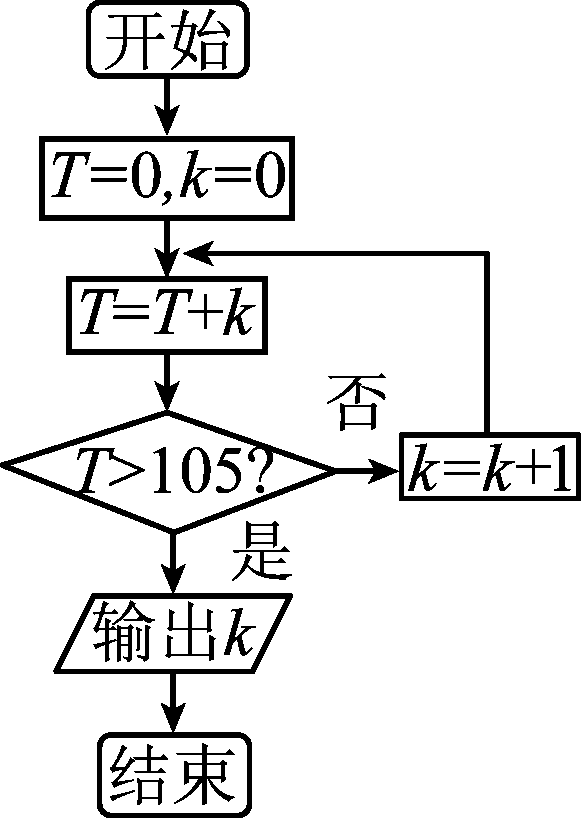 开始
T=0,k=0
T=T+k
否
T>105?
k=k+1
是
输出k
结束